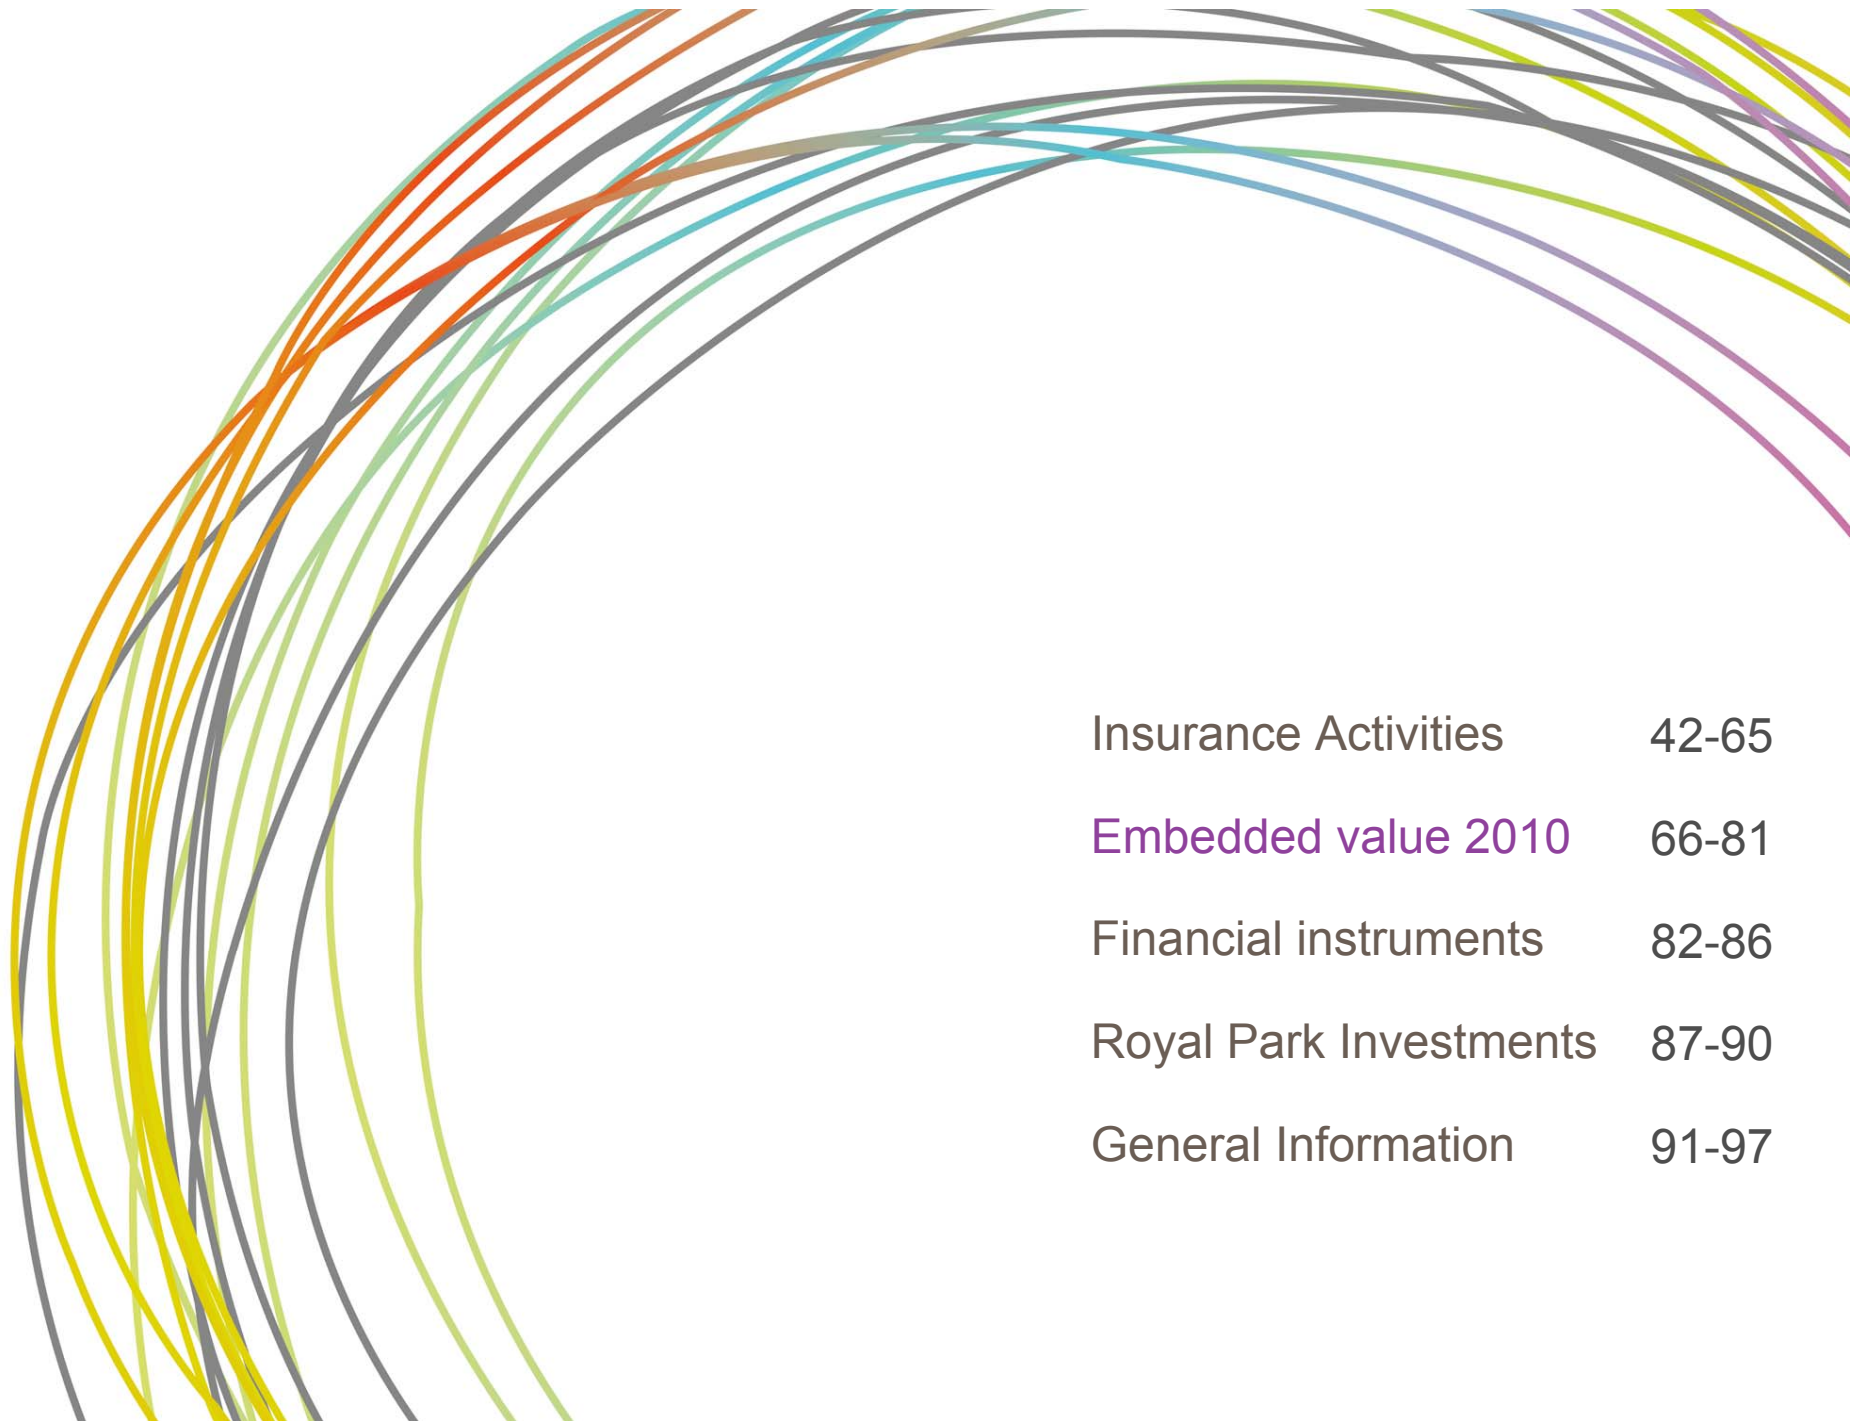 Insurance Activities 42-65
Embedded value 2010 66-81
Financial instruments 82-86
Royal Park Investments 87-90
General Information 91-97